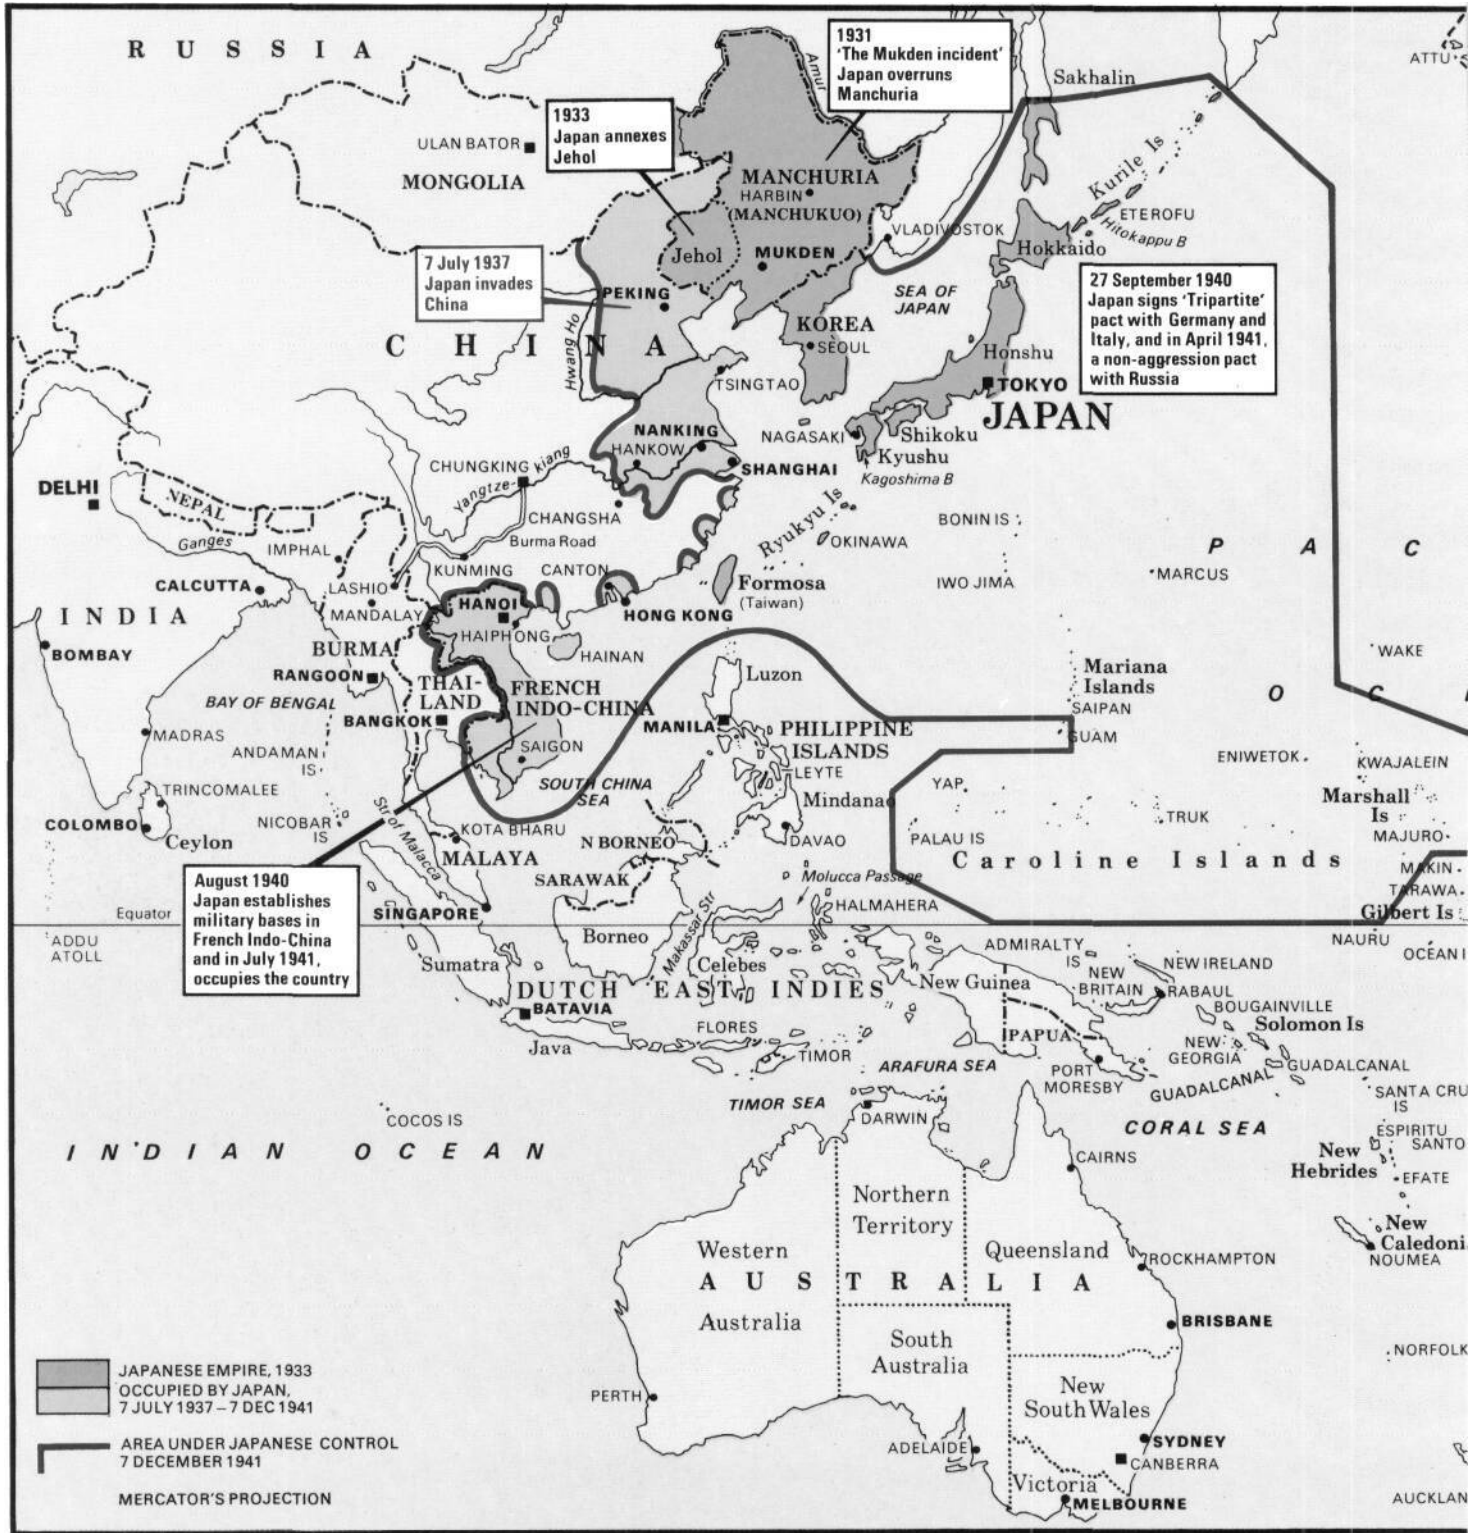 RUSSIA
1931
'The Mukden incident'
Japan overruns
Manchuria
Amur
Sakhalin
ATTU
1933
Japan annexes
Jehol
ULAN BATOR
MONGOLIA
MANCHURIA
HARBIN
(MANCHUKUO)
Kurile Is
ETEROFU
Hitokappu B
VLADIVOSTOK
Hokkaido
Jehol
MUKDEN
7 July 1937
Japan invades
China
PEKING
SEA OF
JAPAN
27 September 1940
Japan signs 'Tripartite'
pact with Germany and
Italy, and in April 1941,
a non-aggression pact
with Russia
CHINA
Hwang Ho
KOREA
SEOUL
Honshu
TSINGTAO
TOKYO
JAPAN
NANKING
HANKOW
NAGASAKI
Shikoku
Kyushu
Kagoshima B
SHANGHAI
CHUNGKING
Yangtze-kiang
DELHI
NEPAL
CHANGSHA
Burma Road
Ryukyu Is
OKINAWA
BONIN IS
Ganges
IMPHAL
KUNMING
CANTON
PAC
MARCUS
CALCUTTA
LASHIO
MANDALAY
HANOI
HAIPHONG
HONG KONG
Formosa
(Taiwan)
IWO JIMA
INDIA
BOMBAY
BURMA
RANGOON
HAINAN
WAKE
Luzon
Mariana
Islands
SAIPAN
GUAM
OC
THAI-
LAND
FRENCH
INDO-CHINA
BAY OF BENGAL
BANGKOK
MANILA
PHILIPPINE
ISLANDS
MADRAS
ANDAMAN
IS
SAIGON
SOUTH CHINA
SEA
LEYTE
Mindanao
YAP
ENIWETOK
KWAJALEIN
TRINCOMALEE
COLOMBO
Ceylon
NICOBAR
IS
Str of Malacca
KOTA BHARU
MALAYA
N BORNEO
DAVAO
PALAU IS
TRUK
Marshall
Is
MAJURO
Caroline Islands
MAKIN
TARAWA
Gilbert Is
SARAWAK
Molucca Passage
HALMAHERA
August 1940
Japan establishes
military bases in
French Indo-China
and in July 1941,
occupies the country
Equator
SINGAPORE
Borneo
Makassar Str
ADDU
ATOLL
Sumatra
Celebes
New Guinea
ADMIRALTY
IS
NEW IRELAND
NAURU
OCEAN I
DUTCH EAST INDIES
BATAVIA
NEW
BRITAIN
RABAUL
BOUGAINVILLE
Solomon Is
Java
FLORES
TIMOR
PAPUA
NEW
GEORGIA
GUADALCANAL
ARAFURA SEA
PORT
MORESBY
GUADALCANAL
SANTA CRU
IS
TIMOR SEA
DARWIN
COCOS IS
CORAL SEA
ESPIRITU
SANTO
INDIAN OCEAN
CAIRNS
New
Hebrides
EFATE
Northern
Territory
Western
Australia
Queensland
ROCKHAMPTON
New
Caledoni
NOUMEA
AUSTRALIA
South
Australia
BRISBANE
NORFOLK
PERTH
New
South Wales
ADELAIDE
SYDNEY
CANBERRA
Victoria
MELBOURNE
AUCKLAN
JAPANESE EMPIRE, 1933
OCCUPIED BY JAPAN,
7 JULY 1937 – 7 DEC 1941
AREA UNDER JAPANESE CONTROL
7 DECEMBER 1941
MERCATOR'S PROJECTION